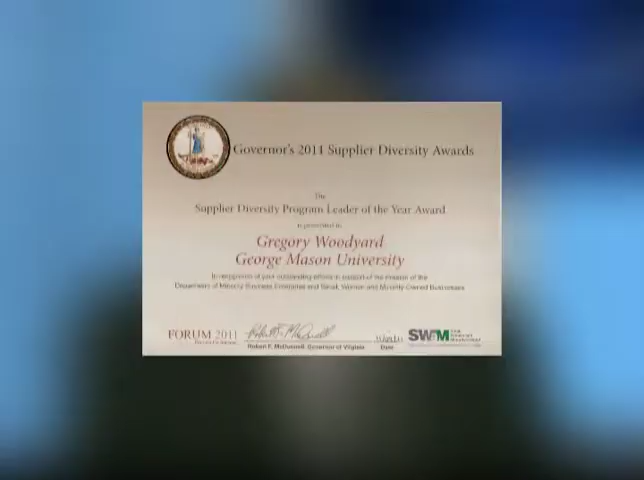 Governor's 2011 Supplier Diversity Awards
The
Supplier Diversity Program Leader of the Year Award
is presented to
Gregory Woodyard
George Mason University
In recognition of your outstanding efforts in support of the mission of the
Department of Minority Business Enterprise and Small, Women and Minority Owned Businesses
FORUM 2011
Robert F. McDonnell, Governor of Virginia
Date
SWAM